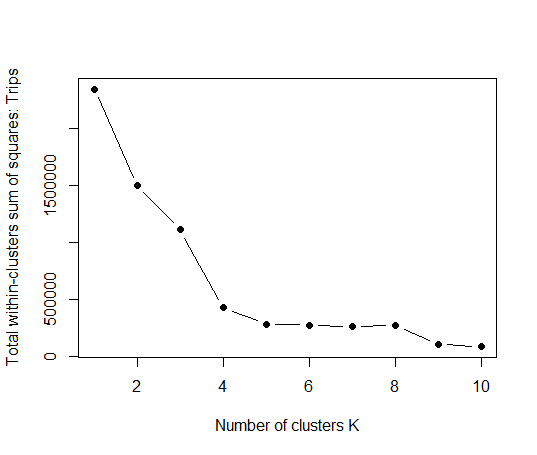 Total within-clusters sum of squares: Trips
1500000
500000
0
2 4 6 8 10
Number of clusters K